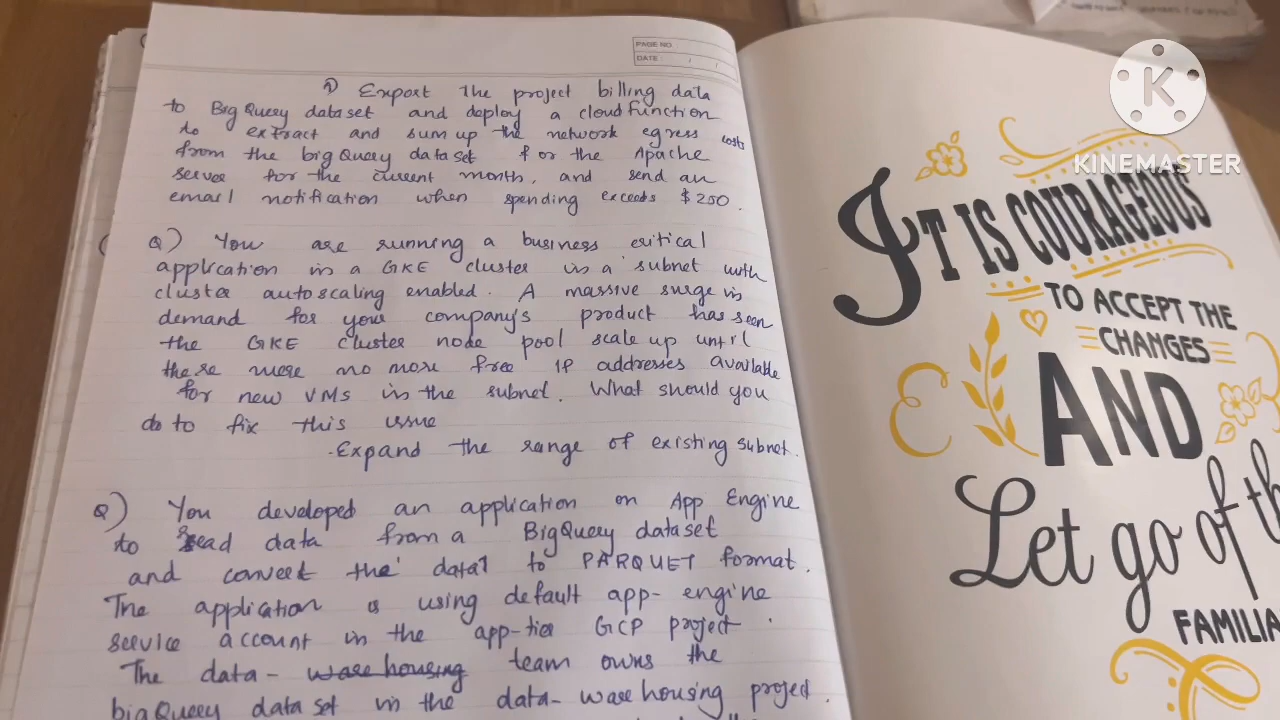 PAGE NO.
DATE : / /
→ Export the project billing data
to BigQuery dataset and deploy a cloudfunction
to extract and sum up the network egress costs
from the bigQuery dataset for the Apache
server for the current month, and send an
email notification when spending exceeds $250.
Q) You are running a business critical
application in a GKE cluster in a subnet with
cluster autoscaling enabled. A massive surge in
demand for your company's product has seen
the GKE cluster node pool scale up until
there were no more free IP addresses available
for new VMs in the subnet. What should you
do to fix this issue
- Expand the range of existing subnet.
Q) You developed an application on App Engine
to read data from a BigQuery dataset
and convert the data to PARQUET format.
The application is using default app-engine
service account in the app-tier GCP project.
The data- ware housing team owns the
bigQuery dataset in the data- warehousing project.
K
KINEMASTER
IT IS COURAGEOUS
TO ACCEPT THE
CHANGES
AND
Let go of th
FAMILIA